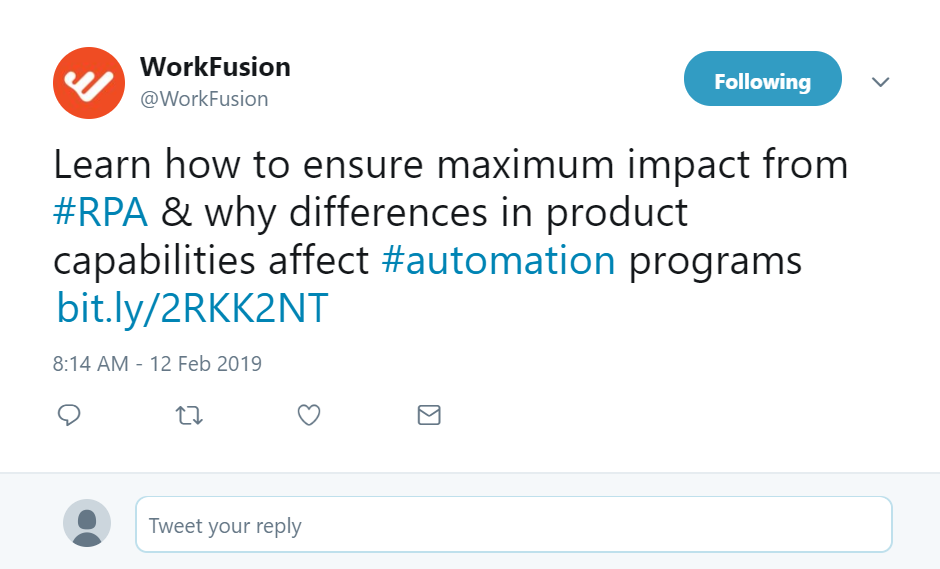 WorkFusion
@WorkFusion
Following
Learn how to ensure maximum impact from
#RPA & why differences in product
capabilities affect #automation programs
bit.ly/2RKK2NT
8:14 AM - 12 Feb 2019
Tweet your reply